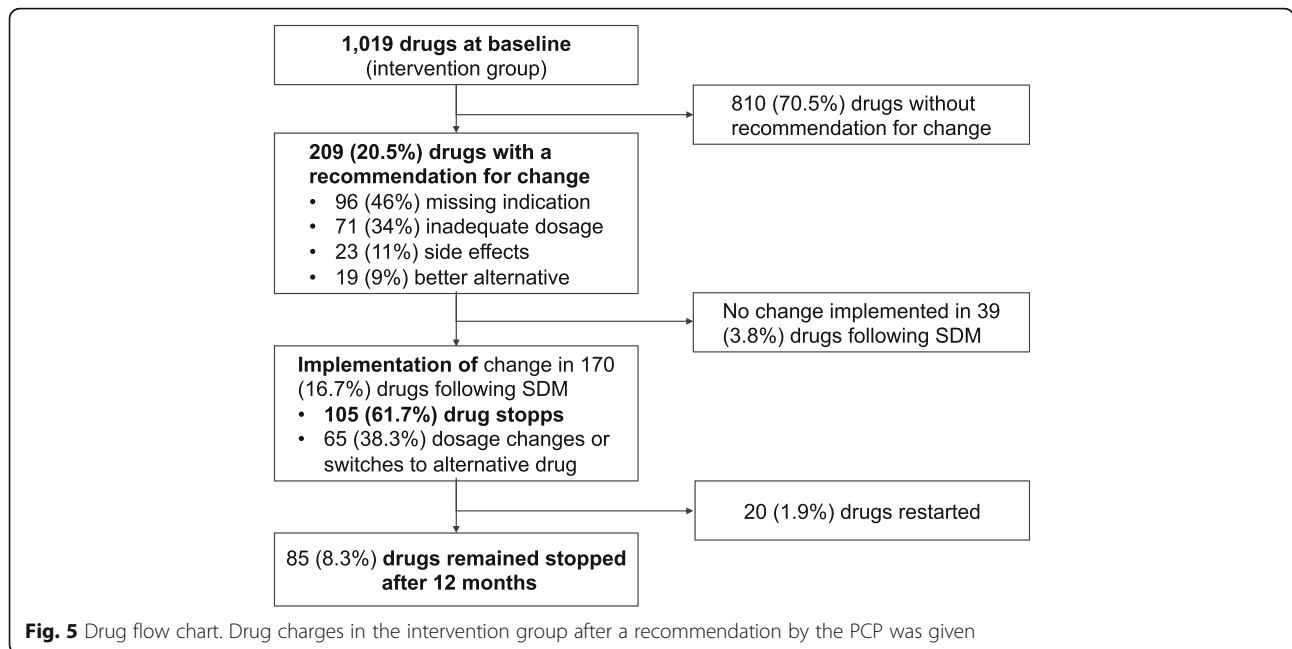 1,019 drugs at baseline
(intervention group)
810 (70.5%) drugs without
recommendation for change
209 (20.5%) drugs with a
recommendation for change
• 96 (46%) missing indication
• 71 (34%) inadequate dosage
• 23 (11%) side effects
• 19 (9%) better alternative
No change implemented in 39
(3.8%) drugs following SDM
Implementation of change in 170
(16.7%) drugs following SDM
• 105 (61.7%) drug stopps
• 65 (38.3%) dosage changes or
switches to alternative drug
20 (1.9%) drugs restarted
85 (8.3%) drugs remained stopped
after 12 months
Fig. 5 Drug flow chart. Drug charges in the intervention group after a recommendation by the PCP was given